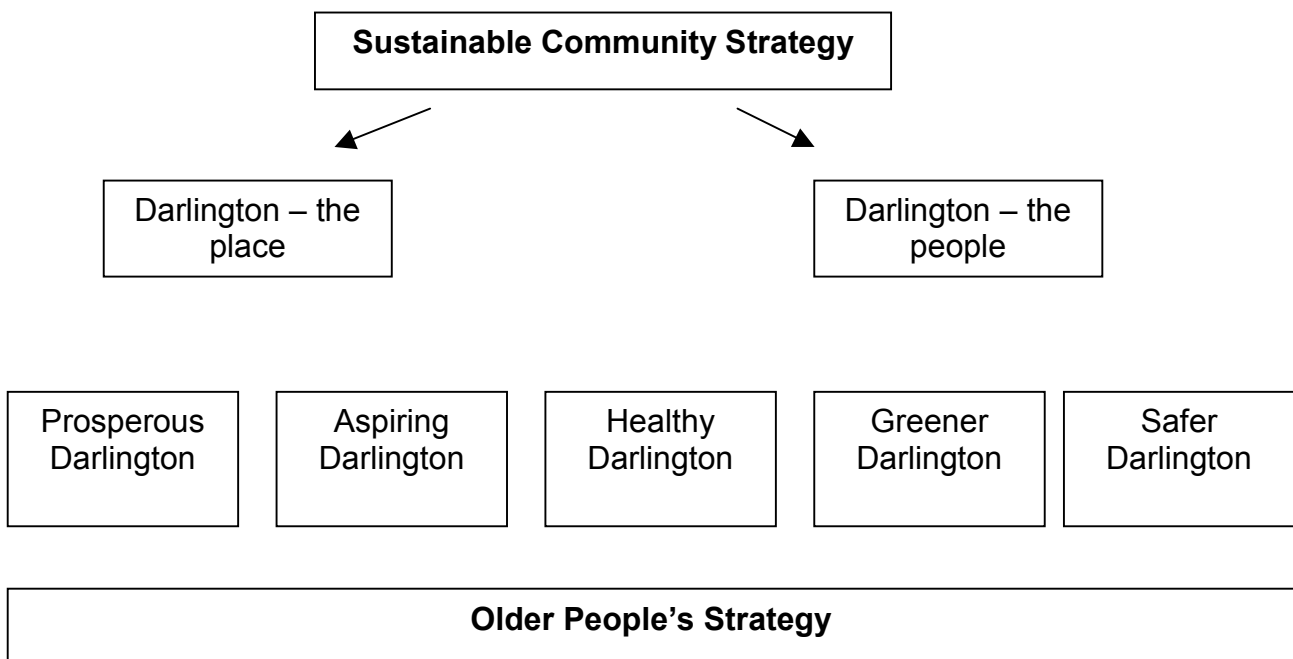 Sustainable Community Strategy
Darlington – the
place
Darlington – the
people
Prosperous
Darlington
Aspiring
Darlington
Healthy
Darlington
Greener
Darlington
Safer
Darlington
Older People’s Strategy